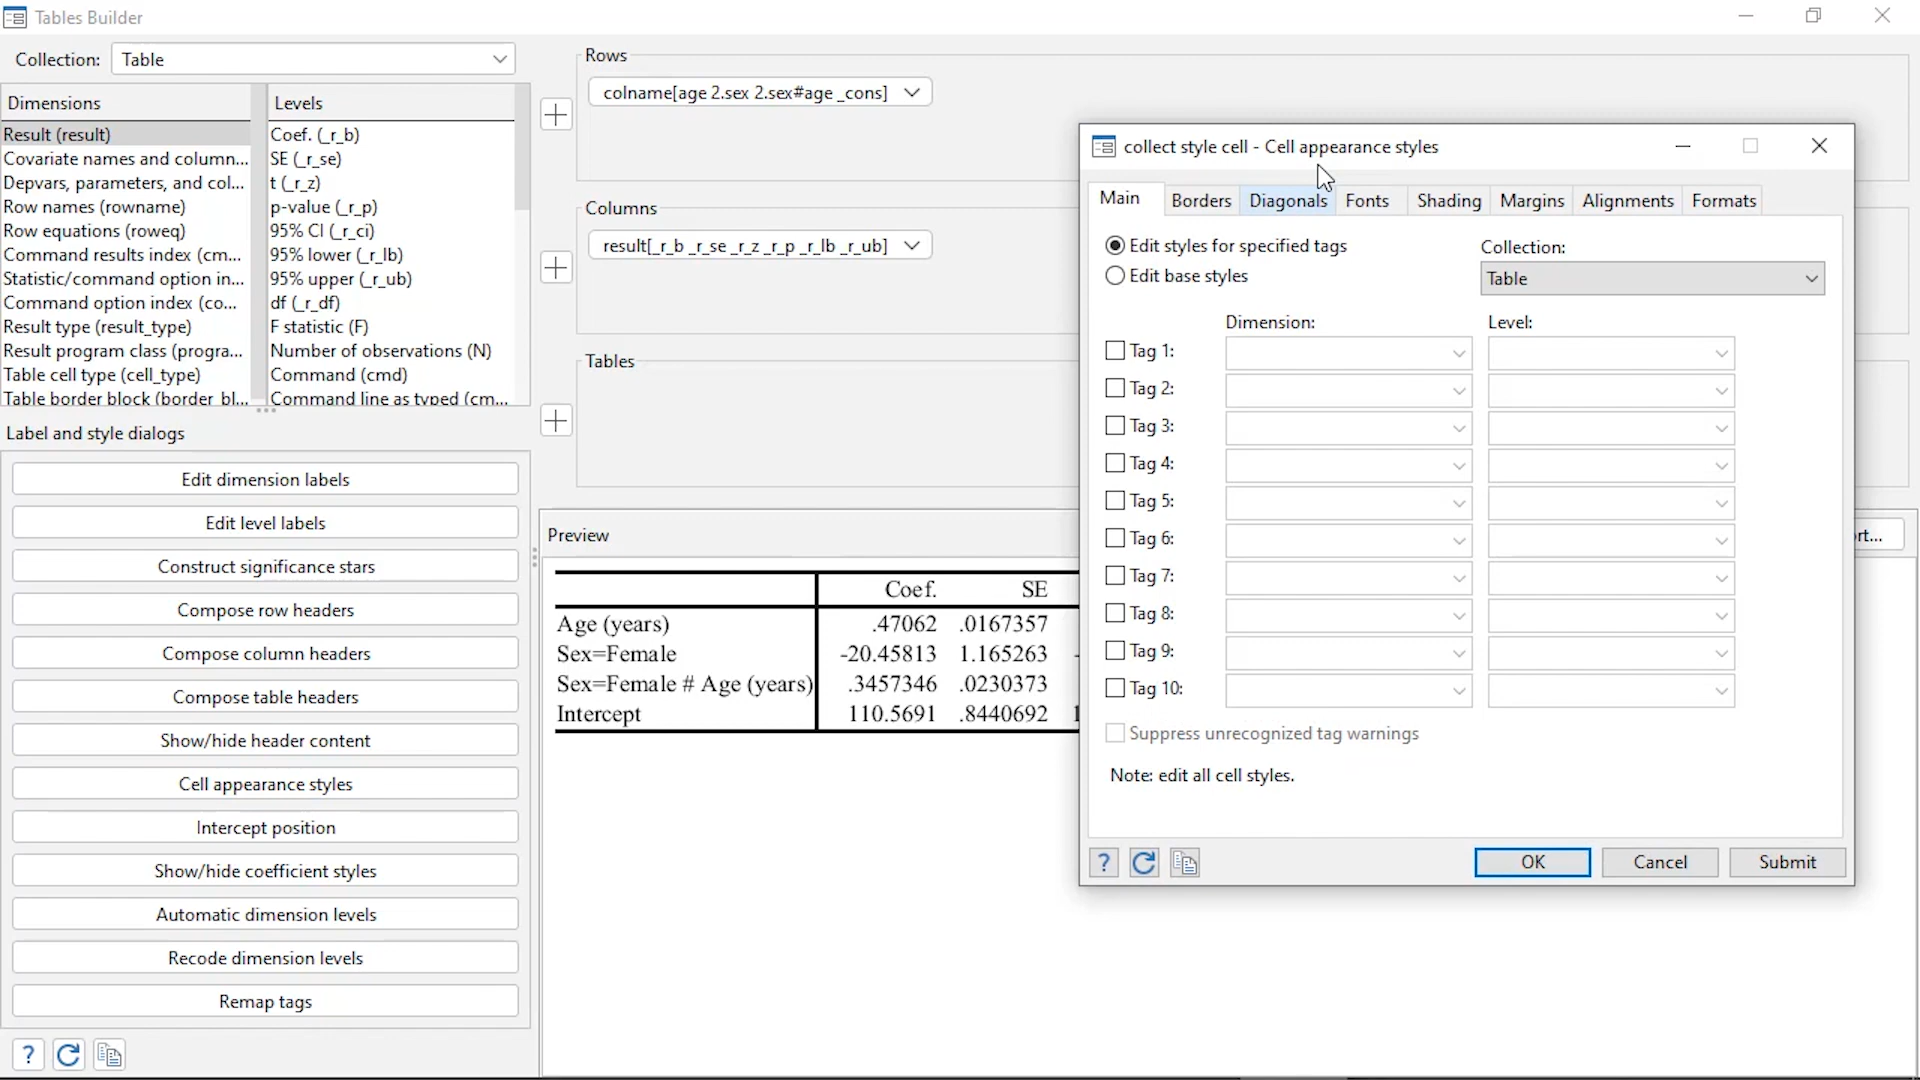 Tables Builder
Collection: Table
Dimensions
Levels
Result (result)
Covariate names and column...
Depvars, parameters, and col...
Row names (rowname)
Row equations (roweq)
Command results index (cm...
Statistic/command option in...
Command option index (co...
Result type (result_type)
Result program class (progra...
Table cell type (cell_type)
Table border block (border_bl...
Coef. (_r_b)
SE (_r_se)
t (_r_z)
p-value (_r_p)
95% CI (_r_ci)
95% lower (_r_lb)
95% upper (_r_ub)
df (_r_df)
F statistic (F)
Number of observations (N)
Command (cmd)
Command line as typed (cm...
Label and style dialogs
Edit dimension labels
Edit level labels
Construct significance stars
Compose row headers
Compose column headers
Compose table headers
Show/hide header content
Cell appearance styles
Intercept position
Show/hide coefficient styles
Automatic dimension levels
Recode dimension levels
Remap tags
?
Rows
colname[age 2.sex 2.sex#age _cons]
Columns
result[_r_b _r_se _r_z _r_p _r_lb _r_ub]
Tables
Preview
rt...
Coef. SE
Age (years) .47062 .0167357
Sex=Female -20.45813 1.165263 -
Sex=Female # Age (years) .3457346 .0230373
Intercept 110.5691 .8440692 1
collect style cell - Cell appearance styles
Main Borders Diagonals Fonts Shading Margins Alignments Formats
Edit styles for specified tags
Edit base styles
Collection:
Table
Dimension: Level:
Tag 1:
Tag 2:
Tag 3:
Tag 4:
Tag 5:
Tag 6:
Tag 7:
Tag 8:
Tag 9:
Tag 10:
Suppress unrecognized tag warnings
Note: edit all cell styles.
? OK Cancel Submit